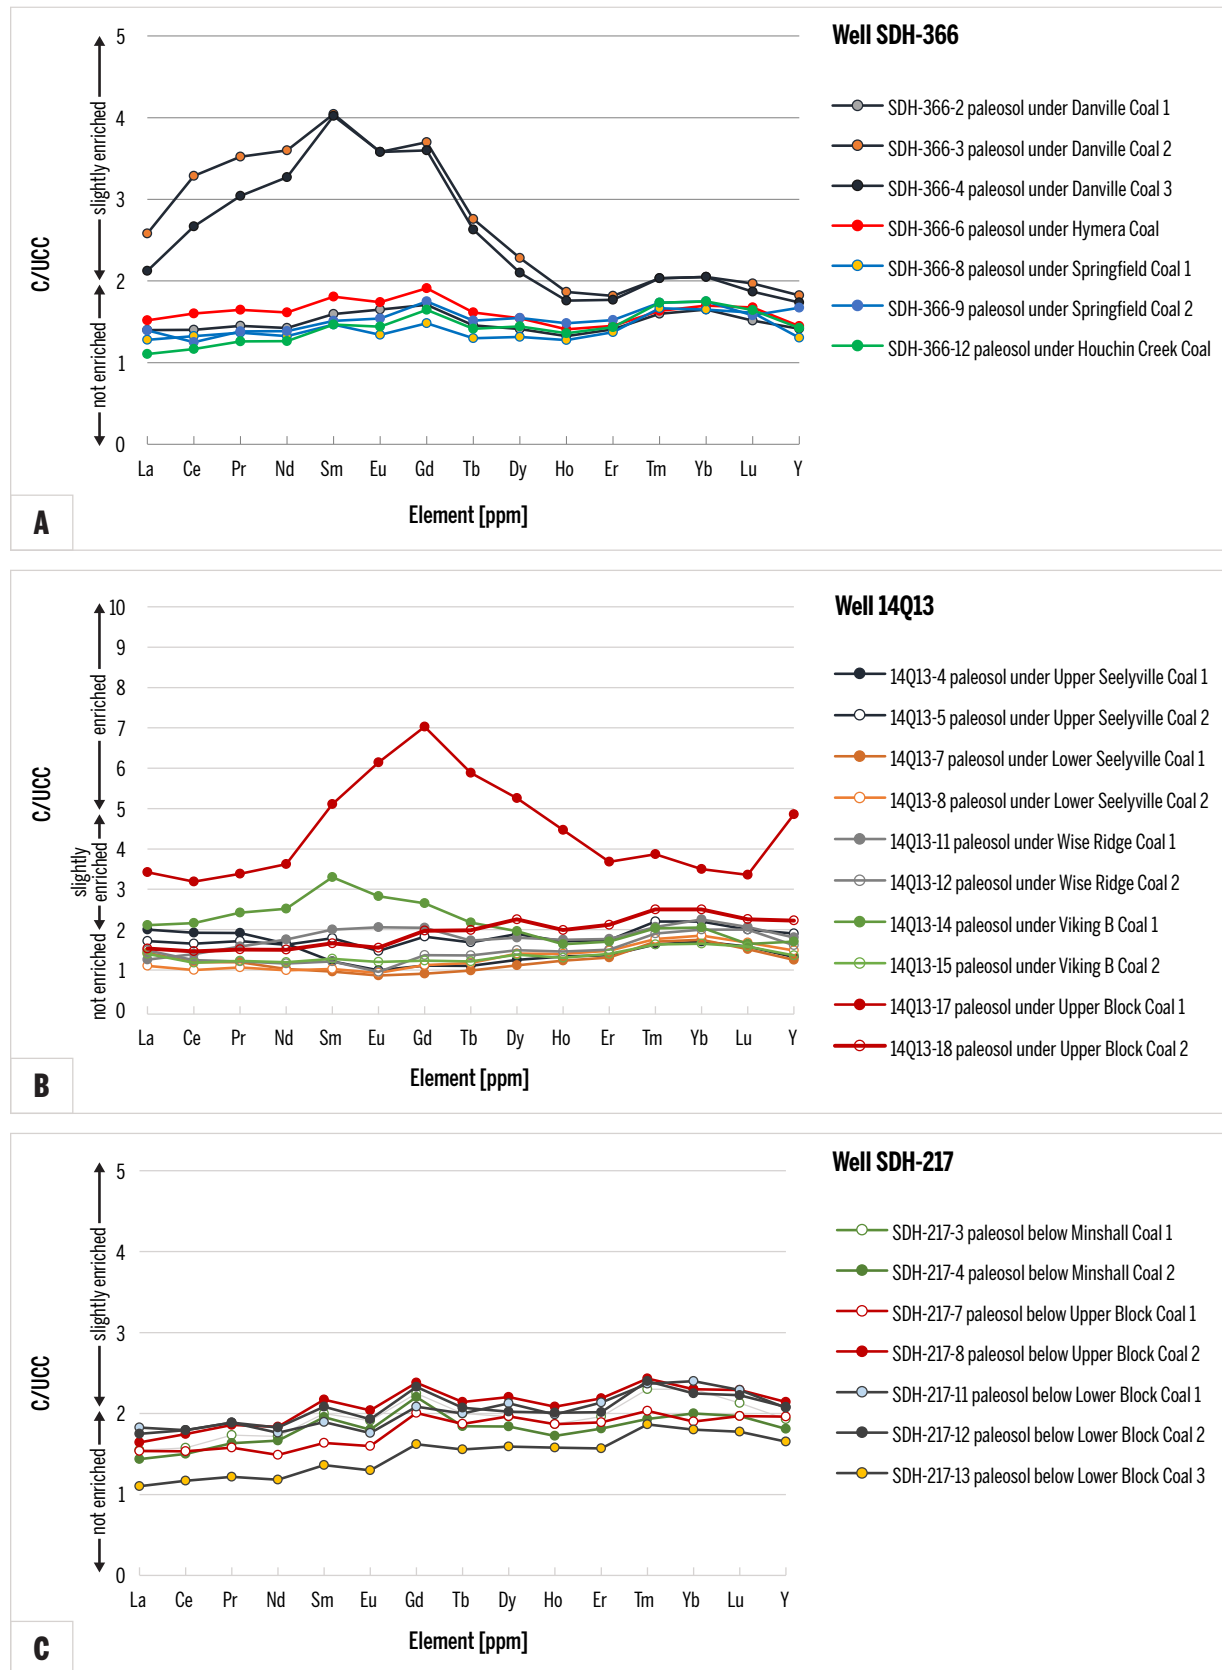 Well SDH-366
5
4
3
2
1
0
C/UCC
slightly enriched
not enriched
La Ce Pr Nd Sm Eu Gd Tb Dy Ho Er Tm Yb Lu Y
Element [ppm]
SDH-366-2 paleosol under Danville Coal 1
SDH-366-3 paleosol under Danville Coal 2
SDH-366-4 paleosol under Danville Coal 3
SDH-366-6 paleosol under Hymera Coal
SDH-366-8 paleosol under Springfield Coal 1
SDH-366-9 paleosol under Springfield Coal 2
SDH-366-12 paleosol under Houchin Creek Coal
A
Well 14Q13
10
9
8
7
6
5
4
3
2
1
0
C/UCC
enriched
slightly
enriched
not enriched
La Ce Pr Nd Sm Eu Gd Tb Dy Ho Er Tm Yb Lu Y
Element [ppm]
14Q13-4 paleosol under Upper Seelyville Coal 1
14Q13-5 paleosol under Upper Seelyville Coal 2
14Q13-7 paleosol under Lower Seelyville Coal 1
14Q13-8 paleosol under Lower Seelyville Coal 2
14Q13-11 paleosol under Wise Ridge Coal 1
14Q13-12 paleosol under Wise Ridge Coal 2
14Q13-14 paleosol under Viking B Coal 1
14Q13-15 paleosol under Viking B Coal 2
14Q13-17 paleosol under Upper Block Coal 1
14Q13-18 paleosol under Upper Block Coal 2
B
Well SDH-217
5
4
3
2
1
0
C/UCC
slightly enriched
not enriched
La Ce Pr Nd Sm Eu Gd Tb Dy Ho Er Tm Yb Lu Y
Element [ppm]
SDH-217-3 paleosol below Minshall Coal 1
SDH-217-4 paleosol below Minshall Coal 2
SDH-217-7 paleosol below Upper Block Coal 1
SDH-217-8 paleosol below Upper Block Coal 2
SDH-217-11 paleosol below Lower Block Coal 1
SDH-217-12 paleosol below Lower Block Coal 2
SDH-217-13 paleosol below Lower Block Coal 3
C